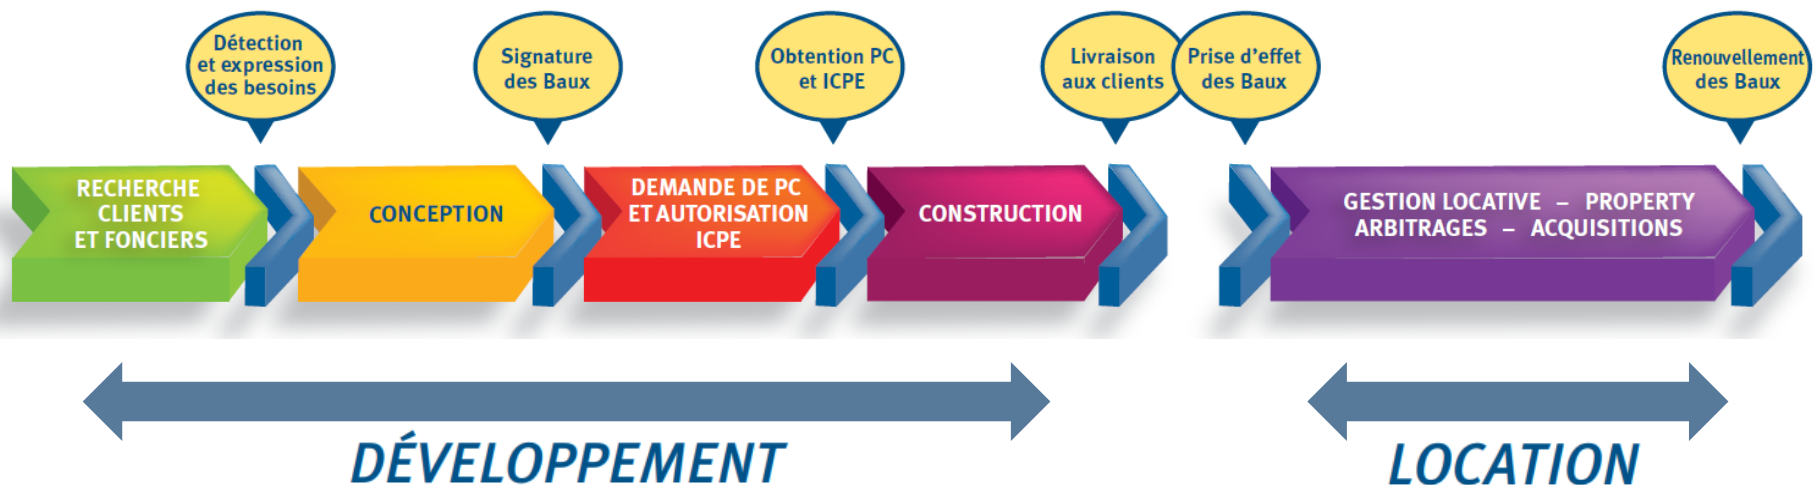 Détection
et expression
des besoins
Signature
des Baux
Obtention PC
et ICPE
Livraison
aux clients
Prise d'effet
des Baux
Renouvellement
des Baux
RECHERCHE
CLIENTS
ET FONCIERS
CONCEPTION
DEMANDE DE PC
ET AUTORISATION
ICPE
CONSTRUCTION
GESTION LOCATIVE – PROPERTY
ARBITRAGES – ACQUISITIONS
DÉVELOPPEMENT
LOCATION